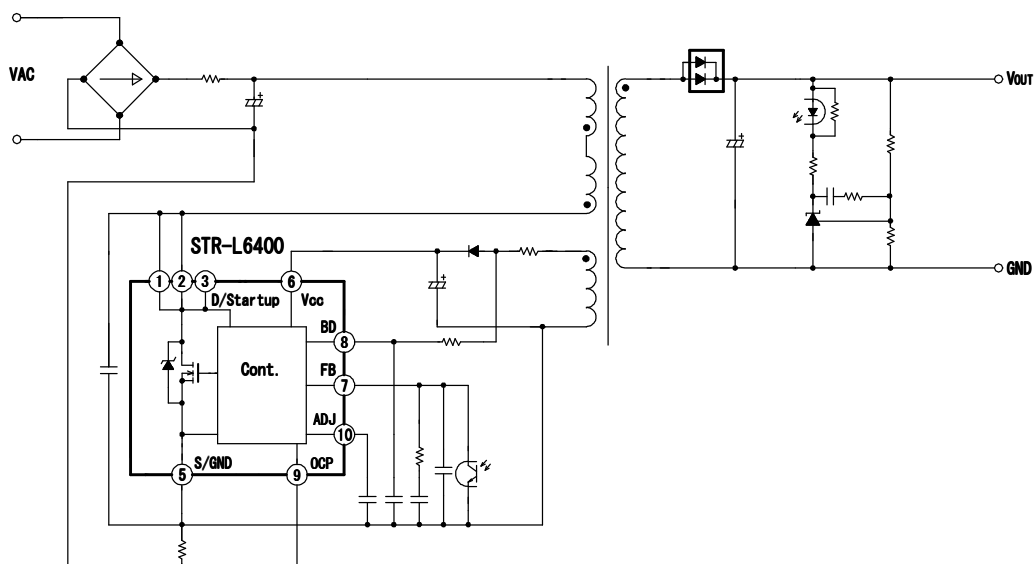 VAC
VOUT
GND
STR-L6400
1 2 3 6
D/Startup Vcc
BD
8
FB
7
Cont.
ADJ
10
S/GND OCP
5 9